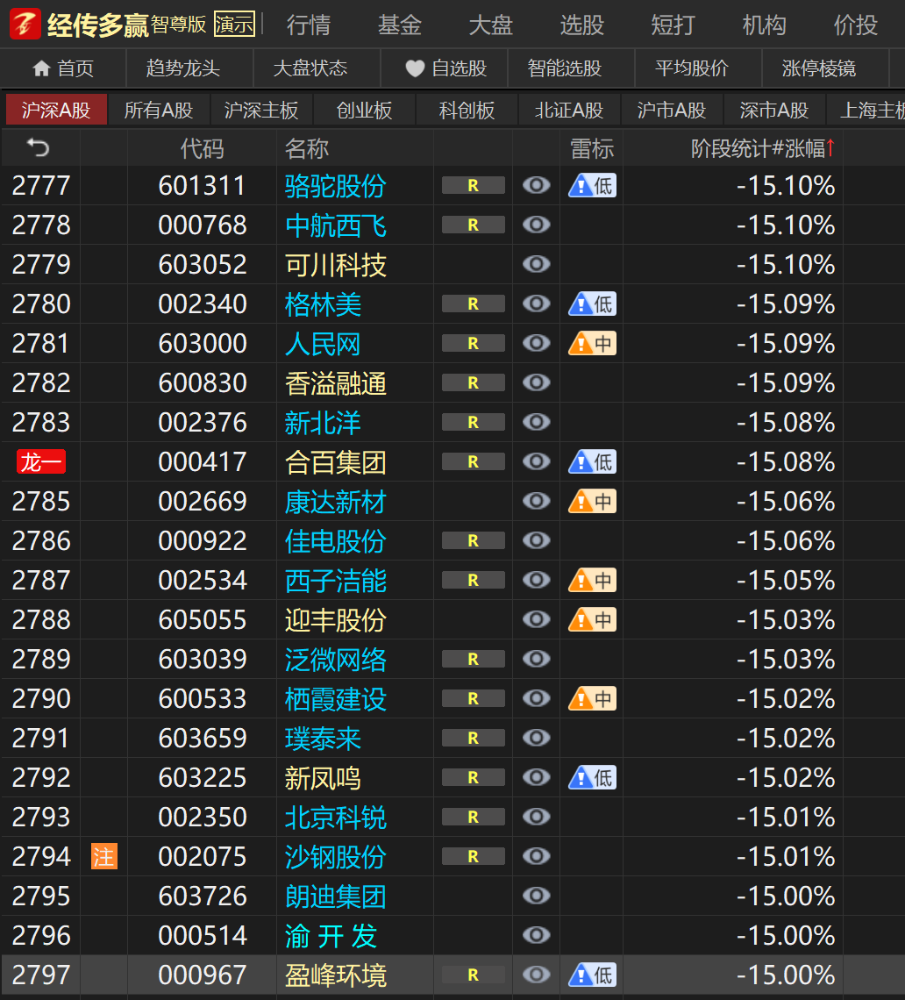 经传多赢 智尊版 演示 行情 基金 大盘 选股 短打 机构 价投
首页 趋势龙头 大盘状态 自选股 智能选股 平均股价 涨停棱镜
沪深A股 所有A股 沪深主板 创业板 科创板 北证A股 沪市A股 深市A股 上海主板
代码 名称 雷标 阶段统计#涨幅↑
2777 601311 骆驼股份 R 低 -15.10%
2778 000768 中航西飞 R -15.10%
2779 603052 可川科技 -15.10%
2780 002340 格林美 R 低 -15.09%
2781 603000 人民网 R 中 -15.09%
2782 600830 香溢融通 R -15.09%
2783 002376 新北洋 R -15.08%
龙一 000417 合百集团 R 低 -15.08%
2785 002669 康达新材 中 -15.06%
2786 000922 佳电股份 R -15.06%
2787 002534 西子洁能 R 中 -15.05%
2788 605055 迎丰股份 中 -15.03%
2789 603039 泛微网络 R -15.03%
2790 600533 栖霞建设 R 中 -15.02%
2791 603659 璞泰来 R -15.02%
2792 603225 新凤鸣 R 低 -15.02%
2793 002350 北京科锐 R -15.01%
2794 注 002075 沙钢股份 R -15.01%
2795 603726 朗迪集团 -15.00%
2796 000514 渝 开 发 -15.00%
2797 000967 盈峰环境 R 低 -15.00%